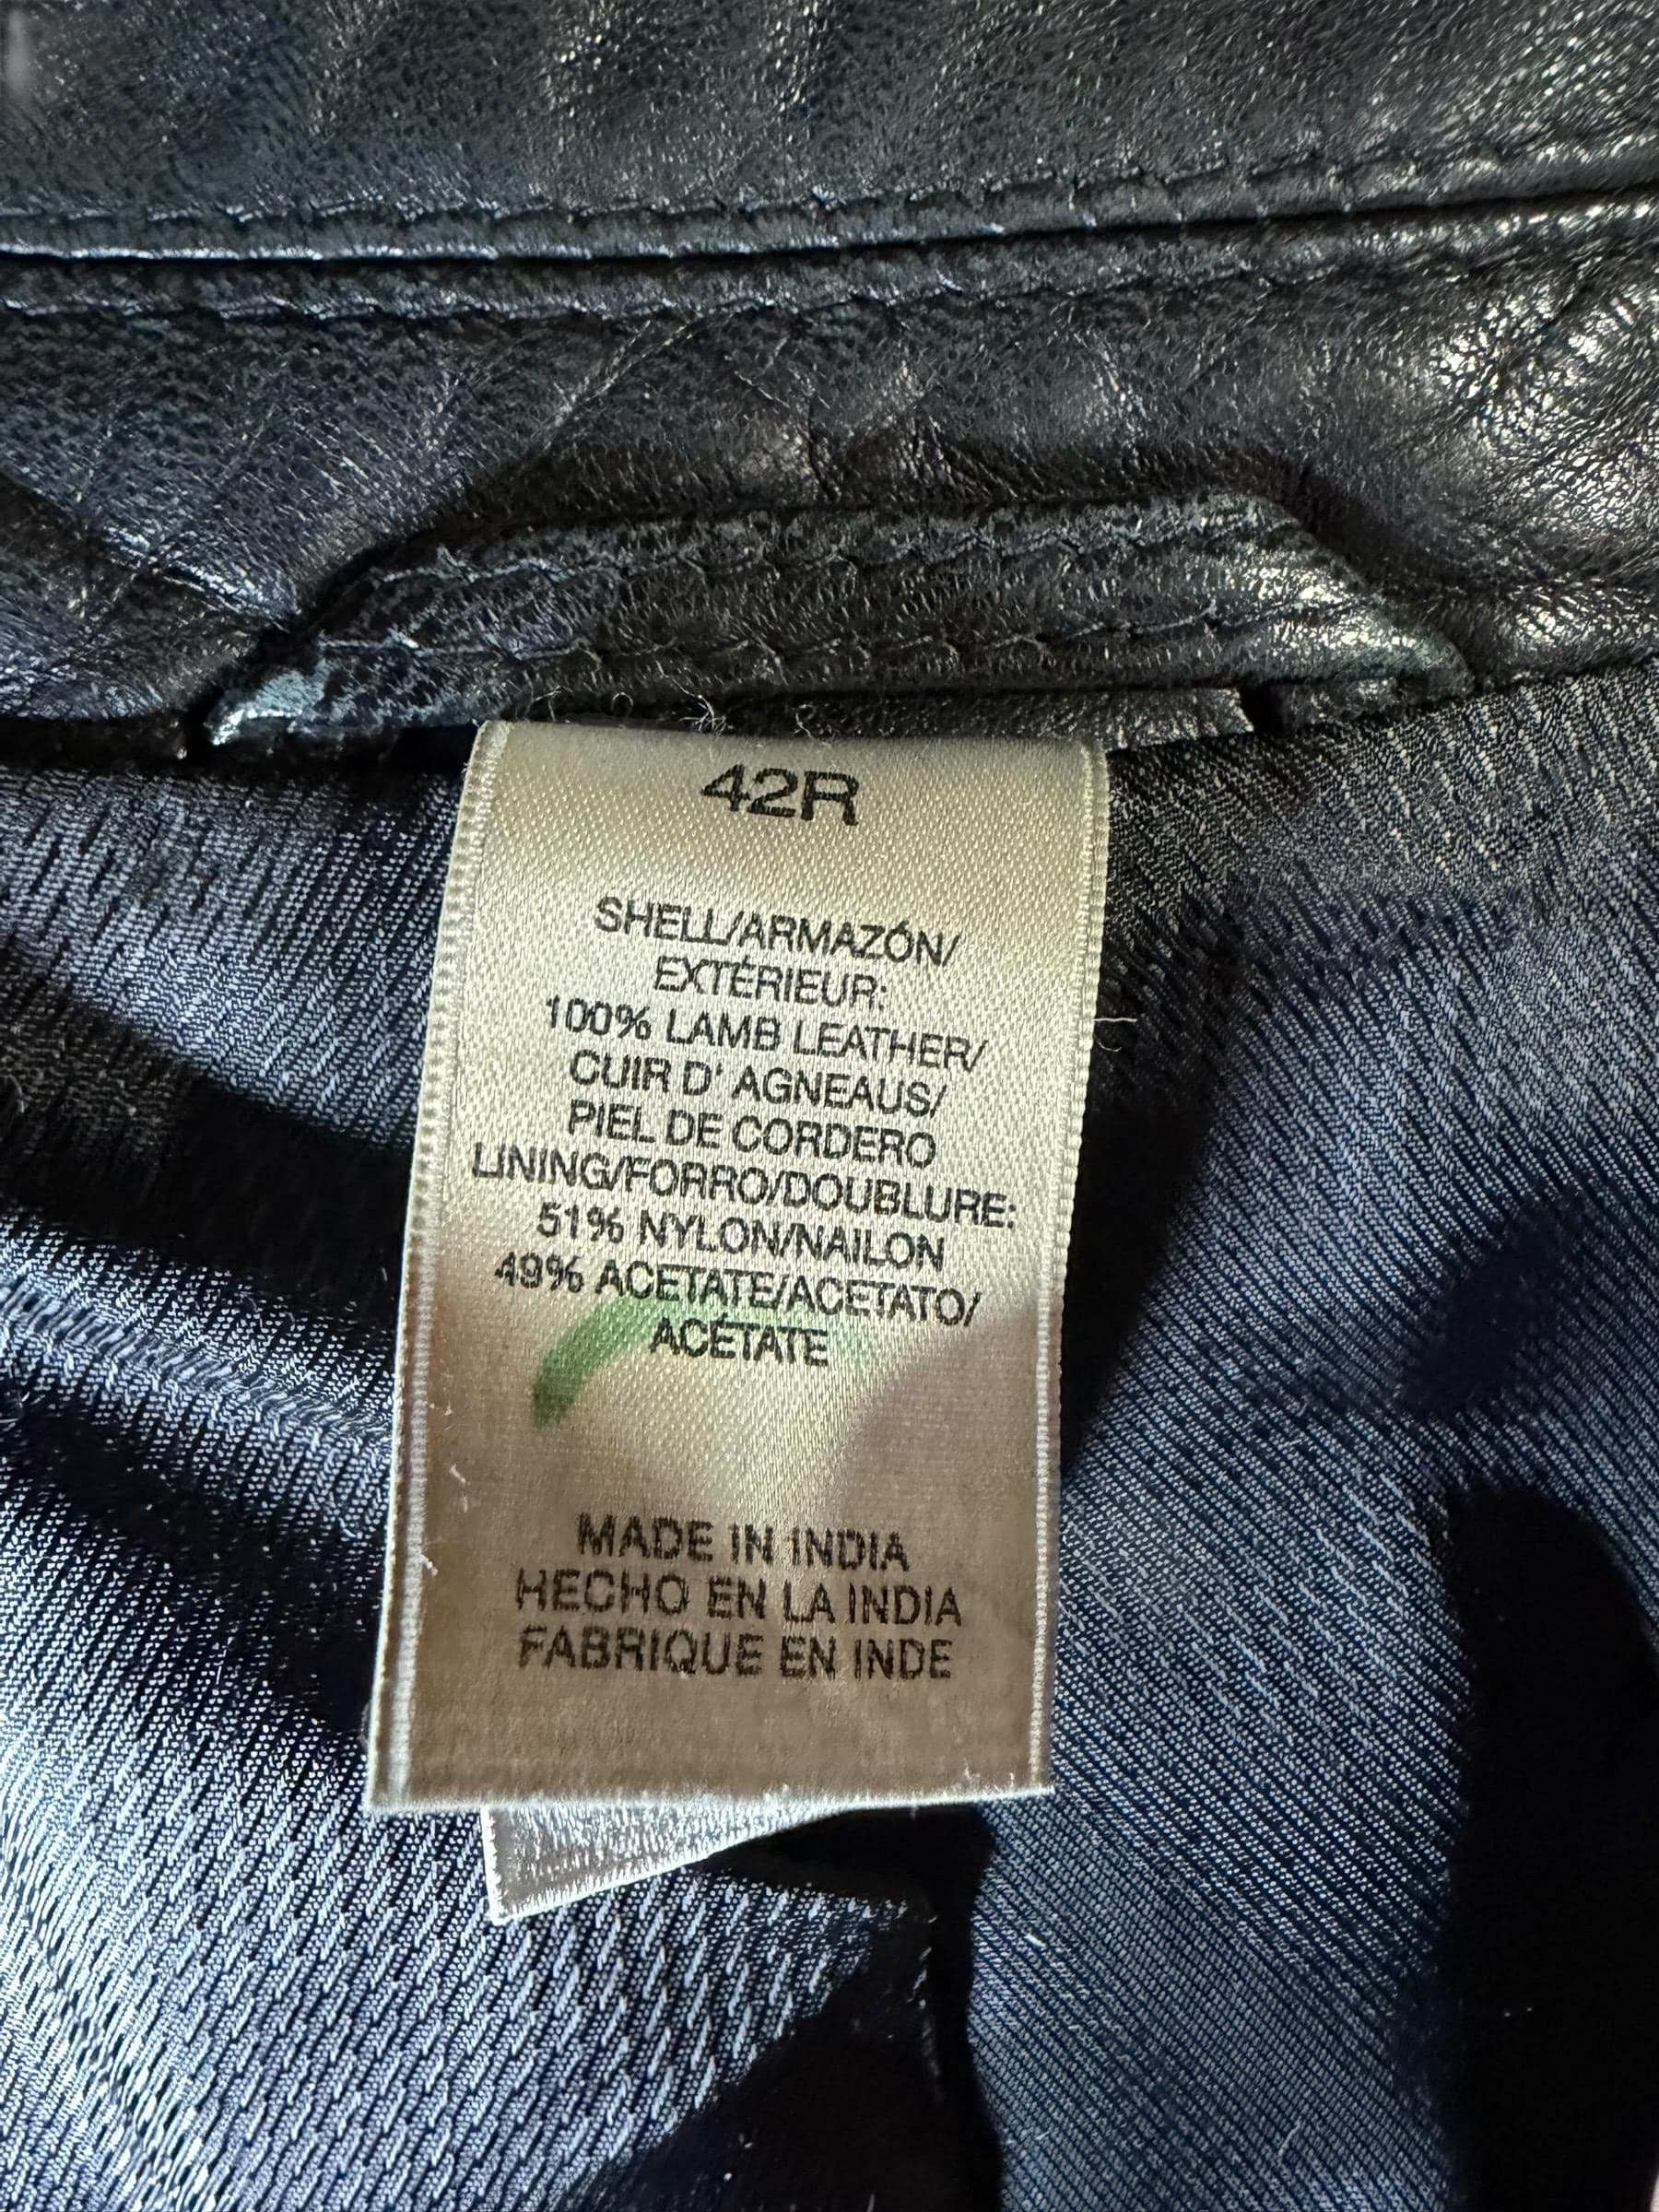 42R
SHELL/ARMAZÓN/
EXTÉRIEUR:
100% LAMB LEATHER/
CUIR D' AGNEAUS/
PIEL DE CORDERO
LINING/FORRO/DOUBLURE:
51% NYLON/NAILON
49% ACETATE/ACETATO/
ACÉTATE
MADE IN INDIA
HECHO EN LA INDIA
FABRIQUE EN INDE